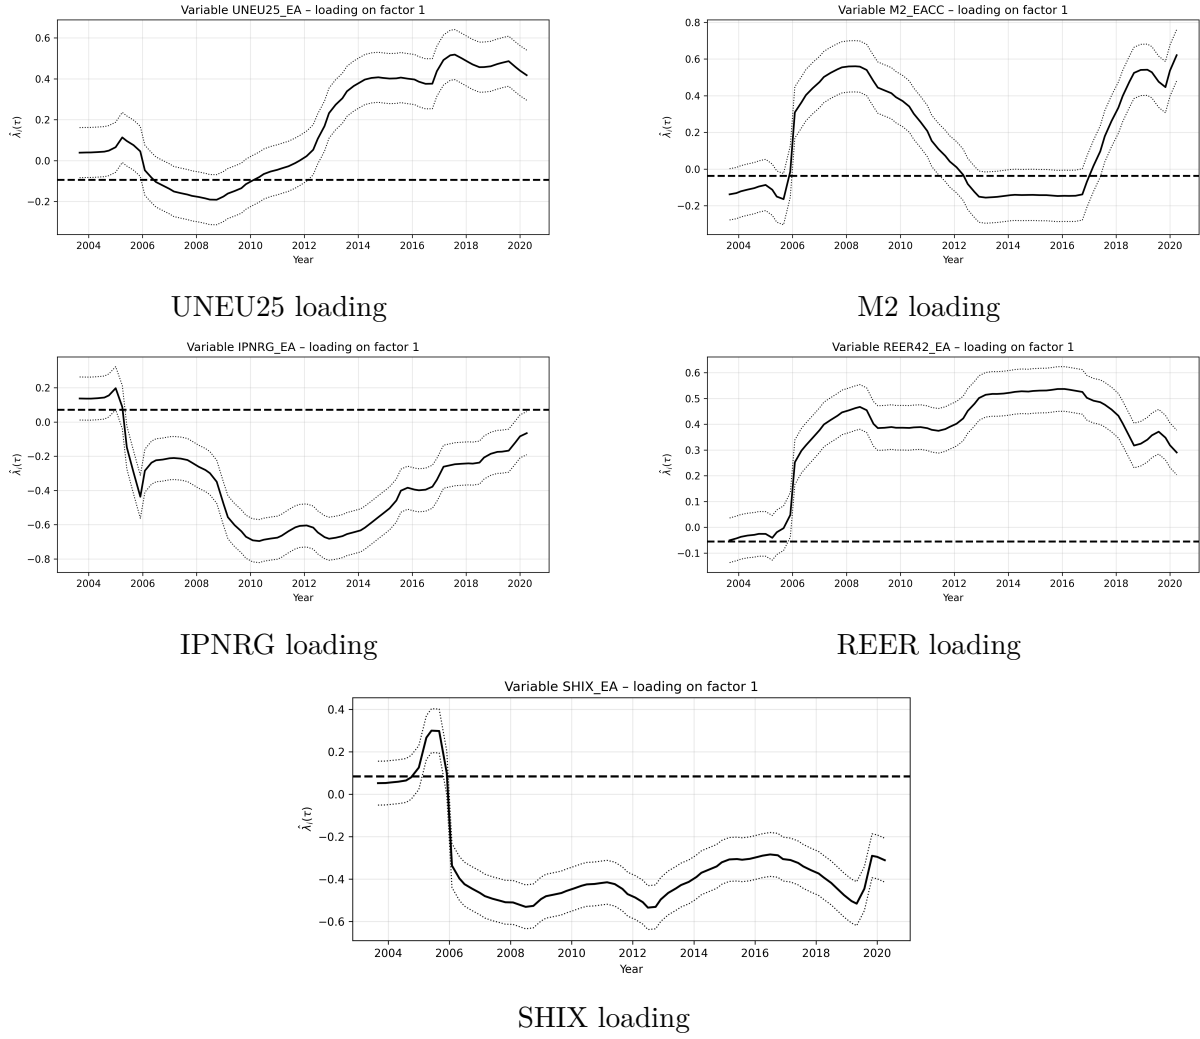 Variable UNEU25_EA – loading on factor 1
0.6
0.4
0.2
0.0
−0.2
λ̂ᵢ(τ)
2004 2006 2008 2010 2012 2014 2016 2018 2020
Year
UNEU25 loading
Variable M2_EACC – loading on factor 1
0.8
0.6
0.4
0.2
0.0
−0.2
λ̂ᵢ(τ)
2004 2006 2008 2010 2012 2014 2016 2018 2020
Year
M2 loading
Variable IPNRG_EA – loading on factor 1
0.2
0.0
−0.2
−0.4
−0.6
−0.8
λ̂ᵢ(τ)
2004 2006 2008 2010 2012 2014 2016 2018 2020
Year
IPNRG loading
Variable REER42_EA – loading on factor 1
0.6
0.5
0.4
0.3
0.2
0.1
0.0
−0.1
λ̂ᵢ(τ)
2004 2006 2008 2010 2012 2014 2016 2018 2020
Year
REER loading
Variable SHIX_EA – loading on factor 1
0.4
0.2
0.0
−0.2
−0.4
−0.6
λ̂ᵢ(τ)
2004 2006 2008 2010 2012 2014 2016 2018 2020
Year
SHIX loading